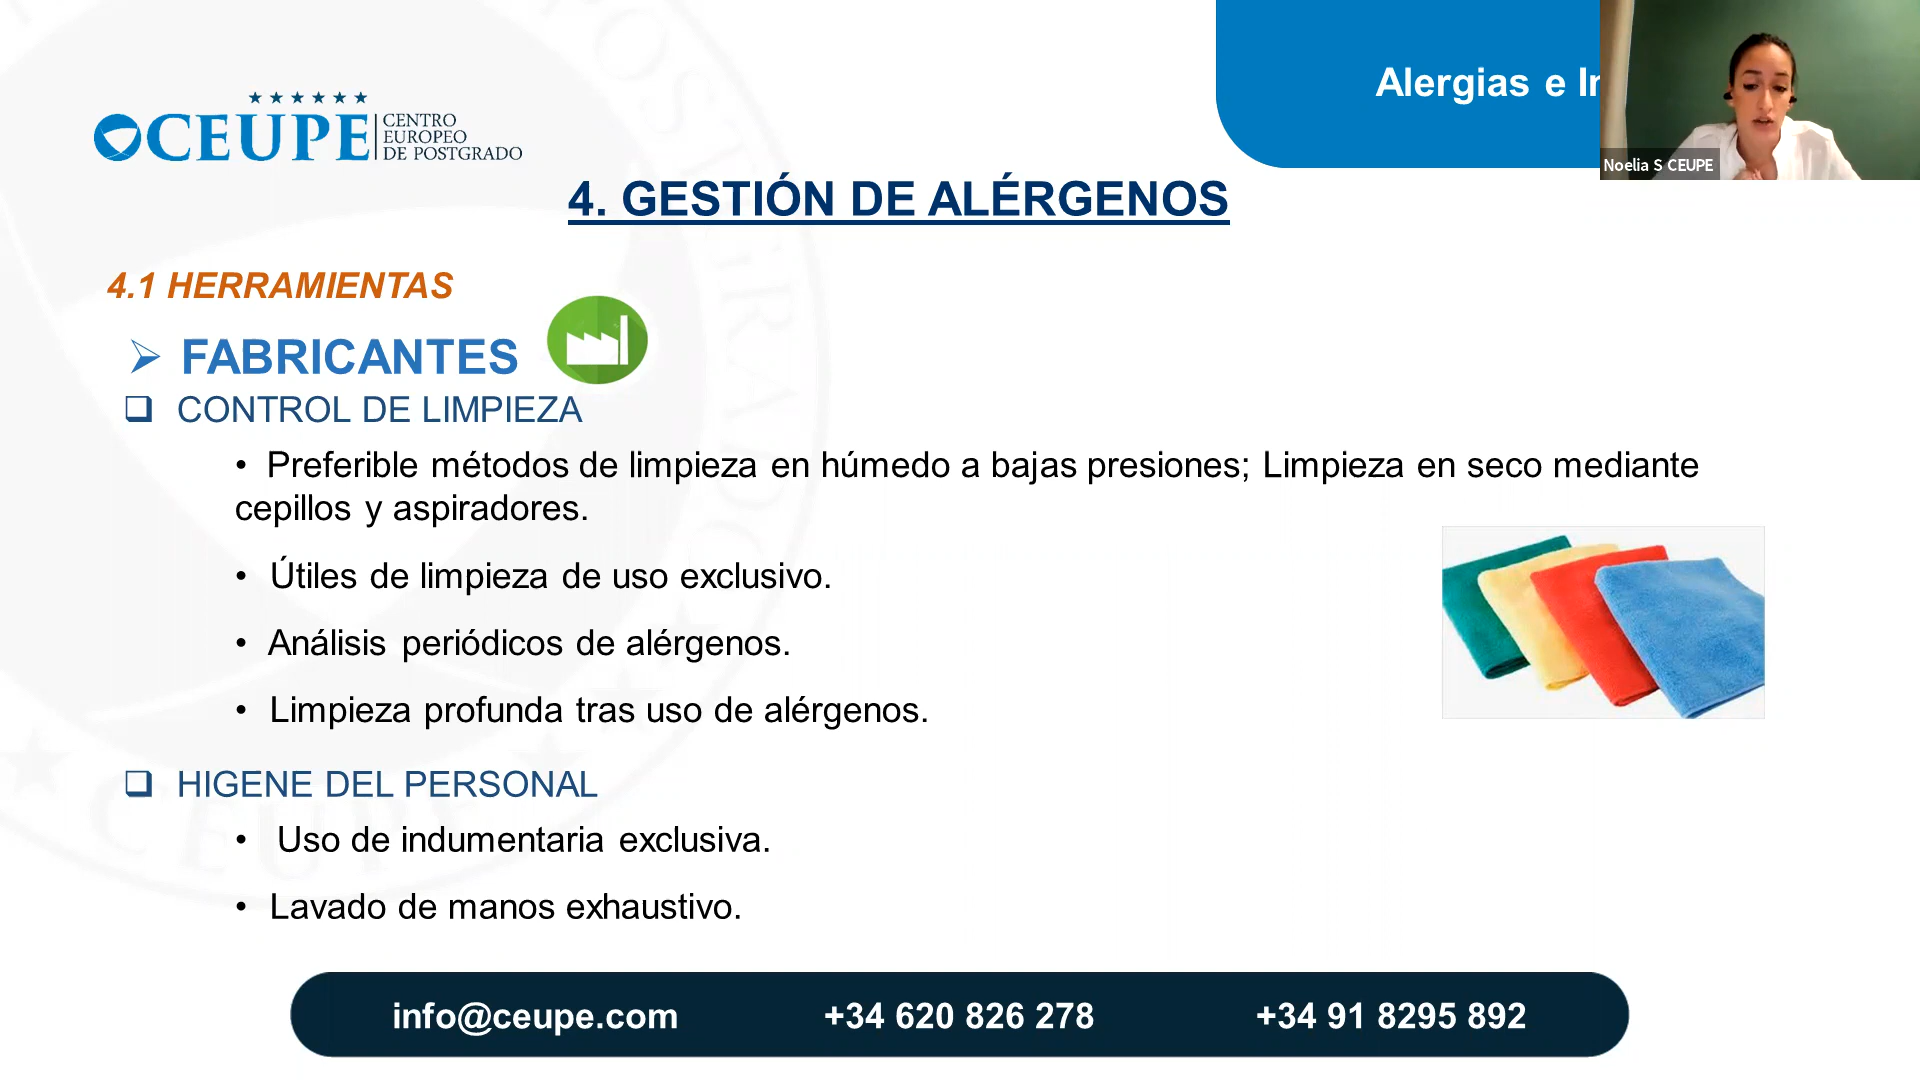 Alergias e In
Noelia S CEUPE
CEUPE
CENTRO
EUROPEO
DE POSTGRADO
4. GESTIÓN DE ALÉRGENOS
4.1 HERRAMIENTAS
FABRICANTES
CONTROL DE LIMPIEZA
• Preferible métodos de limpieza en húmedo a bajas presiones; Limpieza en seco mediante
cepillos y aspiradores.
• Útiles de limpieza de uso exclusivo.
• Análisis periódicos de alérgenos.
• Limpieza profunda tras uso de alérgenos.
HIGENE DEL PERSONAL
• Uso de indumentaria exclusiva.
• Lavado de manos exhaustivo.
info@ceupe.com +34 620 826 278 +34 91 8295 892